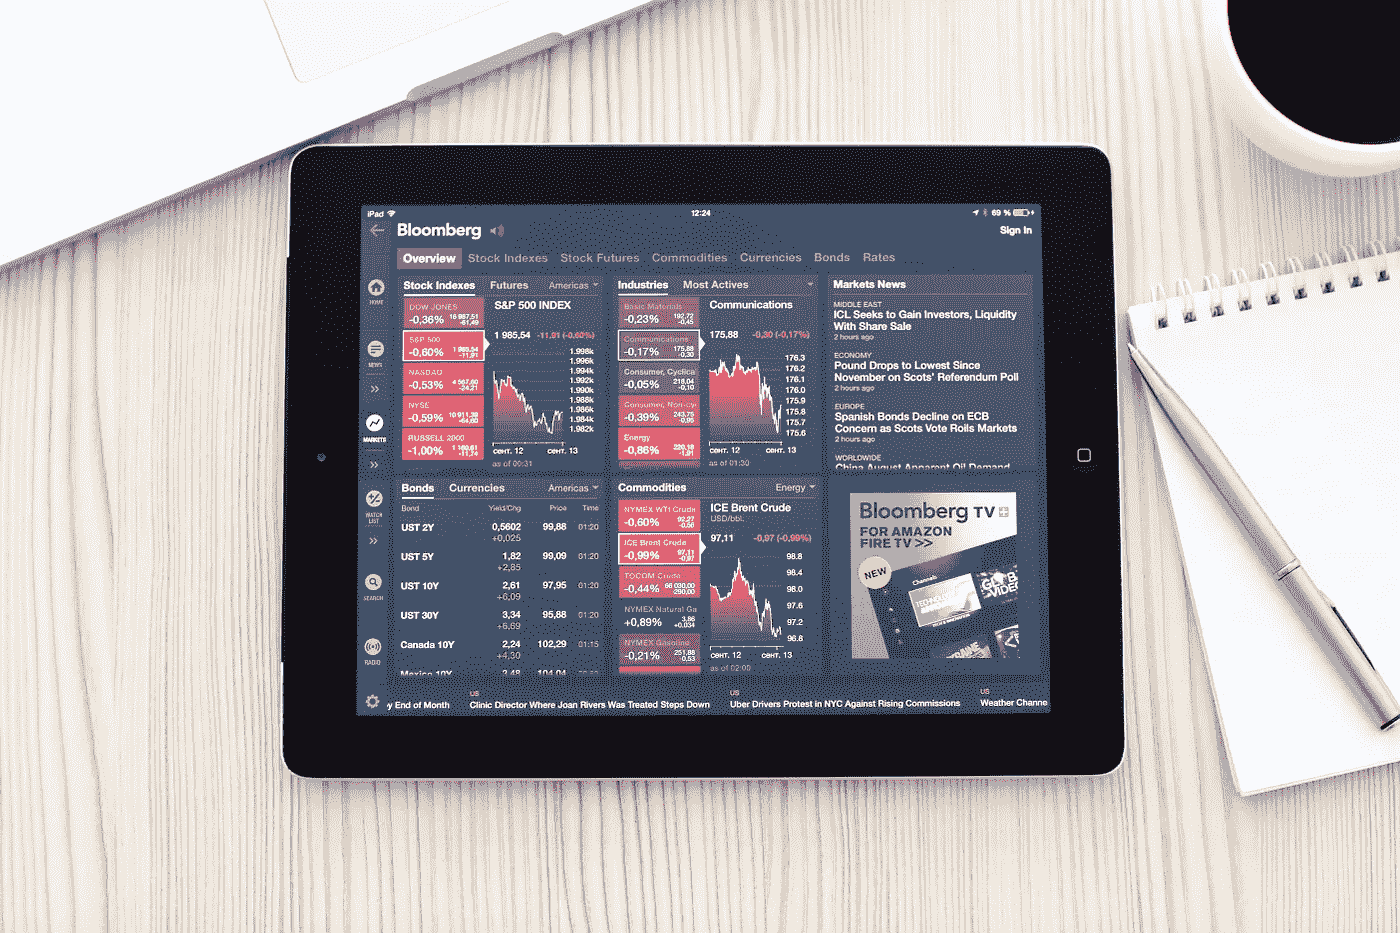 iPad
12:24
69 %
Bloomberg
Sign In
Overview Stock Indexes Stock Futures Commodities Currencies Bonds Rates
HOME
NEWS
MARKETS
WATCH
LIST
SEARCH
RADIO
Stock Indexes Futures Americas
DOW JONES
-0,36% 16 987,51
-61,49
S&P 500
-0,60% 1 985,54
-11,91
NASDAQ
-0,53% 4 567,60
-24,21
NYSE
-0,59% 10 911,38
-64,60
RUSSELL 2000
-1,00% 1 160,61
-11,74
S&P 500 INDEX
1 985,54 -11,91 (-0,60%)
1.998k
1.996k
1.994k
1.992k
1.990k
1.988k
1.986k
1.984k
1.982k
сент. 12 сент. 13
as of 00:31
Industries Most Actives
Basic Materials
-0,23% 192,72
-0,45
Communications
-0,17% 175,88
-0,30
Consumer, Cyclica
-0,05% 218,04
-0,10
Consumer, Non-cy
-0,39% 243,75
-0,96
Energy
-0,86% 220,18
-1,91
Communications
175,88 -0,30 (-0,17%)
176.3
176.2
176.1
176.0
175.9
175.8
175.7
175.6
сент. 12 сент. 13
as of 01:30
Markets News
MIDDLE EAST
ICL Seeks to Gain Investors, Liquidity
With Share Sale
2 hours ago
ECONOMY
Pound Drops to Lowest Since
November on Scots' Referendum Poll
2 hours ago
EUROPE
Spanish Bonds Decline on ECB
Concern as Scots Vote Roils Markets
2 hours ago
WORLDWIDE
China August Apparent Oil Demand
Bonds Currencies Americas
Bond Yield/Chg Price Time
UST 2Y 0,5602 99,88 01:20
+0,025
UST 5Y 1,82 99,09 01:20
+2,85
UST 10Y 2,61 97,95 01:20
+6,09
UST 30Y 3,34 95,88 01:20
+6,69
Canada 10Y 2,24 102,29 01:15
+4,30
Mexico 10Y 3,48 104,04
Commodities Energy
NYMEX WTI Crude
-0,60% 92,27
-0,56
ICE Brent Crude
-0,99% 97,11
-0,97
TOCOM Crude
-0,44% 66 030,00
-290,00
NYMEX Natural Ga
+0,89% 3,86
+0,034
NYMEX Gasoline
-0,21% 251,88
-0,53
ICE Brent Crude
USD/bbl.
97,11 -0,97 (-0,99%)
98.8
98.4
98.0
97.6
97.2
96.8
сент. 12 сент. 13
as of 02:00
Bloomberg TV+
FOR AMAZON
FIRE TV >>
NEW
Channels
US US US
y End of Month Clinic Director Where Joan Rivers Was Treated Steps Down Uber Drivers Protest in NYC Against Rising Commissions Weather Channe